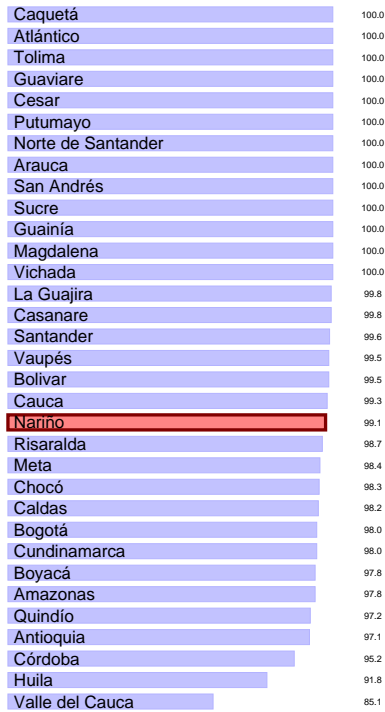 Caquetá 100.0
Atlántico 100.0
Tolima 100.0
Guaviare 100.0
Cesar 100.0
Putumayo 100.0
Norte de Santander 100.0
Arauca 100.0
San Andrés 100.0
Sucre 100.0
Guainía 100.0
Magdalena 100.0
Vichada 100.0
La Guajira 99.8
Casanare 99.8
Santander 99.6
Vaupés 99.5
Bolivar 99.5
Cauca 99.3
Nariño 99.1
Risaralda 98.7
Meta 98.4
Chocó 98.3
Caldas 98.2
Bogotá 98.0
Cundinamarca 98.0
Boyacá 97.8
Amazonas 97.8
Quindío 97.2
Antioquia 97.1
Córdoba 95.2
Huila 91.8
Valle del Cauca 85.1